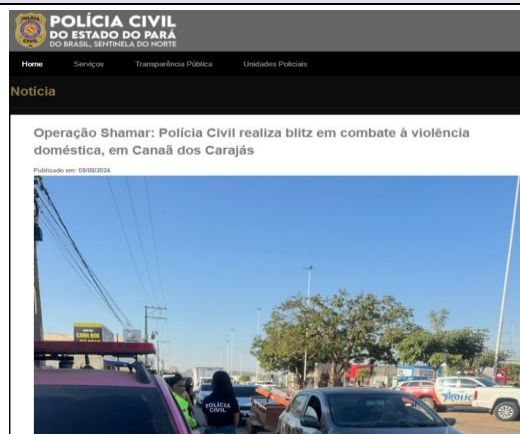 POLÍCIA CIVIL
DO ESTADO DO PARÁ
DO BRASIL, SENTINELA DO NORTE
Home Serviços Transparência Pública Unidades Policiais
Notícia
Operação Shamar: Polícia Civil realiza blitz em combate à violência
doméstica, em Canaã dos Carajás
Publicado em: 09/08/2024
POLÍCIA
CIVIL